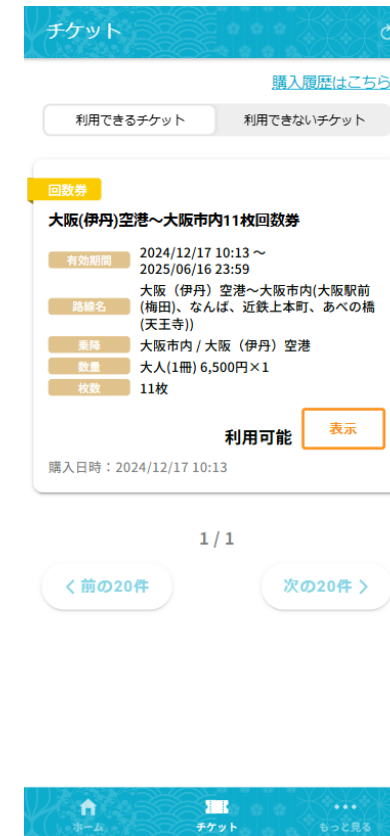 チケット
購入履歴はこちら
利用できるチケット
利用できないチケット
回数券
大阪(伊丹)空港～大阪市内11枚回数券
有効期間
2024/12/17 10:13 ～
2025/06/16 23:59
路線名
大阪（伊丹）空港～大阪市内(大阪駅前
(梅田)、なんば、近鉄上本町、あべの橋
(天王寺))
乗降
大阪市内 / 大阪（伊丹）空港
数量
大人(1冊) 6,500円×1
枚数
11枚
利用可能
表示
購入日時：2024/12/17 10:13
1 / 1
前の20件
次の20件
ホーム
チケット
もっと見る